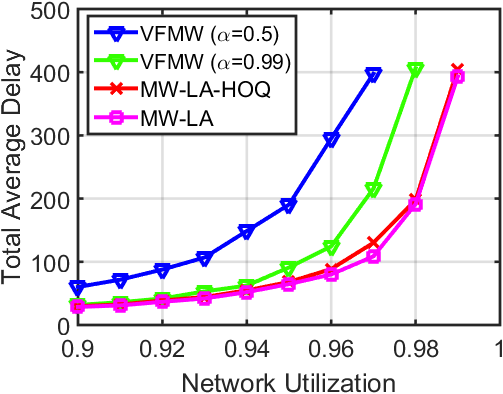 500
400
300
200
100
0
Total Average Delay
VFMW (α=0.5)
VFMW (α=0.99)
MW-LA-HOQ
MW-LA
0.9 0.92 0.94 0.96 0.98 1
Network Utilization